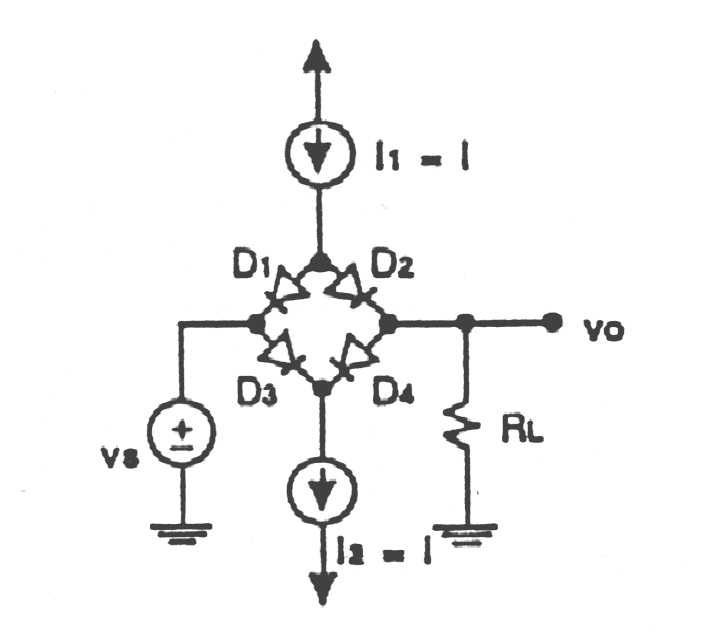 I1 = I
D1 D2
vo
D3 D4
+
−
vs
RL
I2 = I